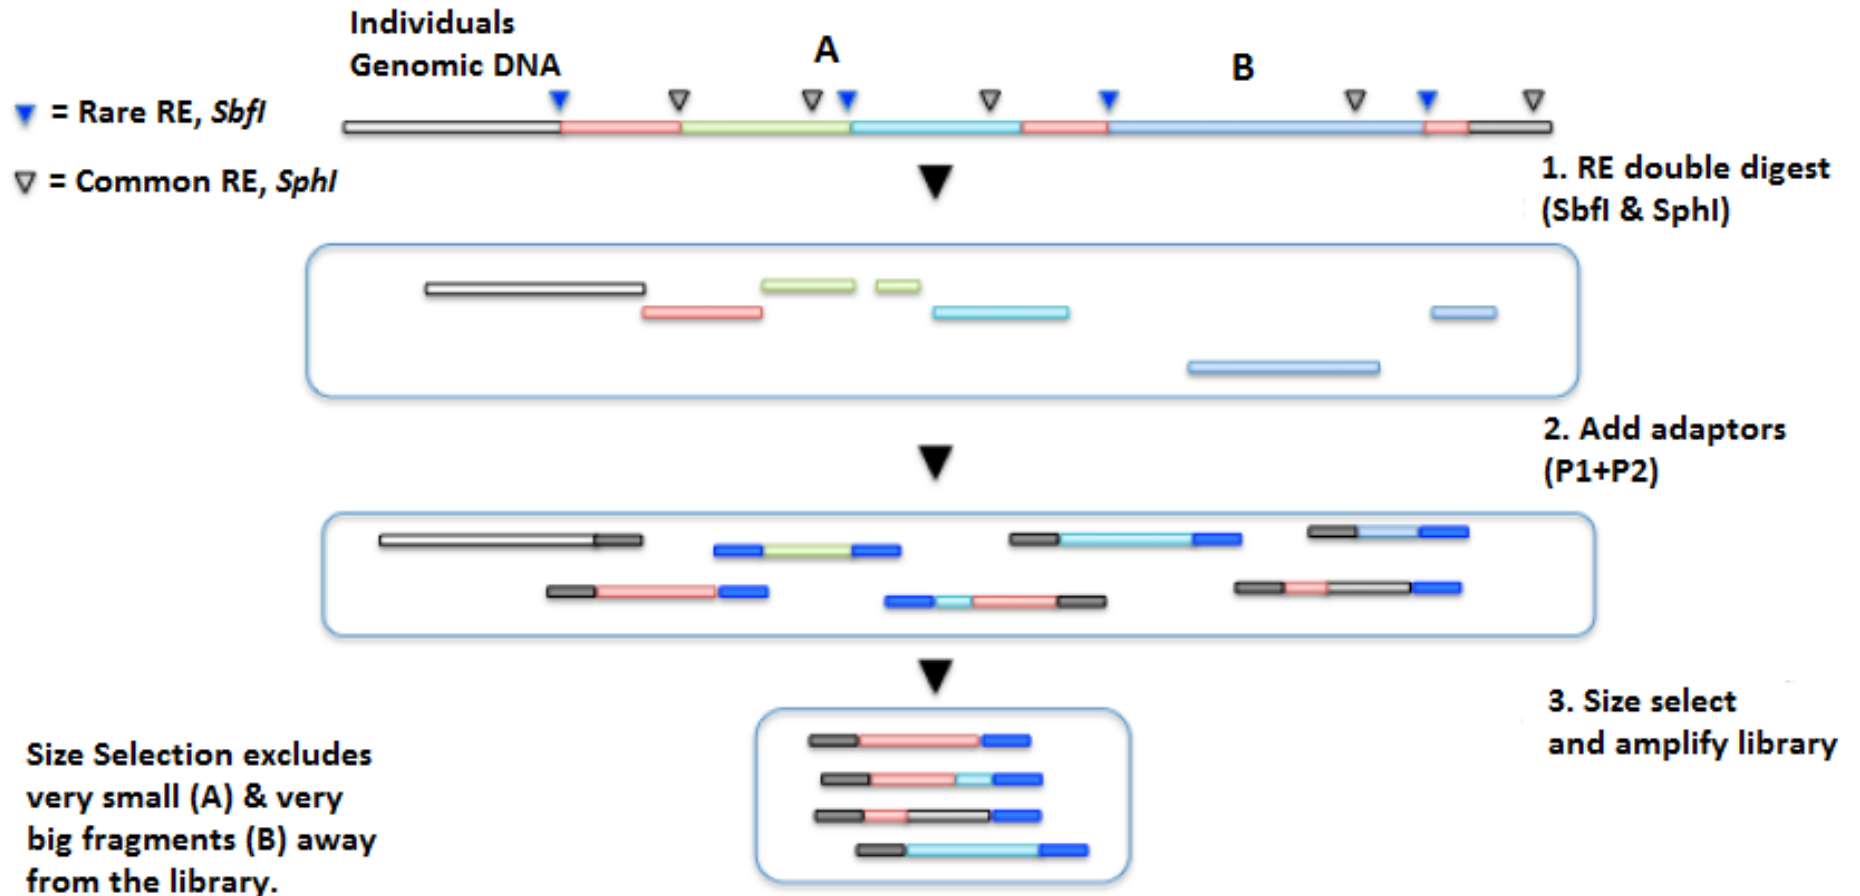 Individuals
Genomic DNA
A
B
= Rare RE, SbfI
= Common RE, SphI
1. RE double digest
(SbfI & SphI)
2. Add adaptors
(P1+P2)
3. Size select
and amplify library
Size Selection excludes
very small (A) & very
big fragments (B) away
from the library.